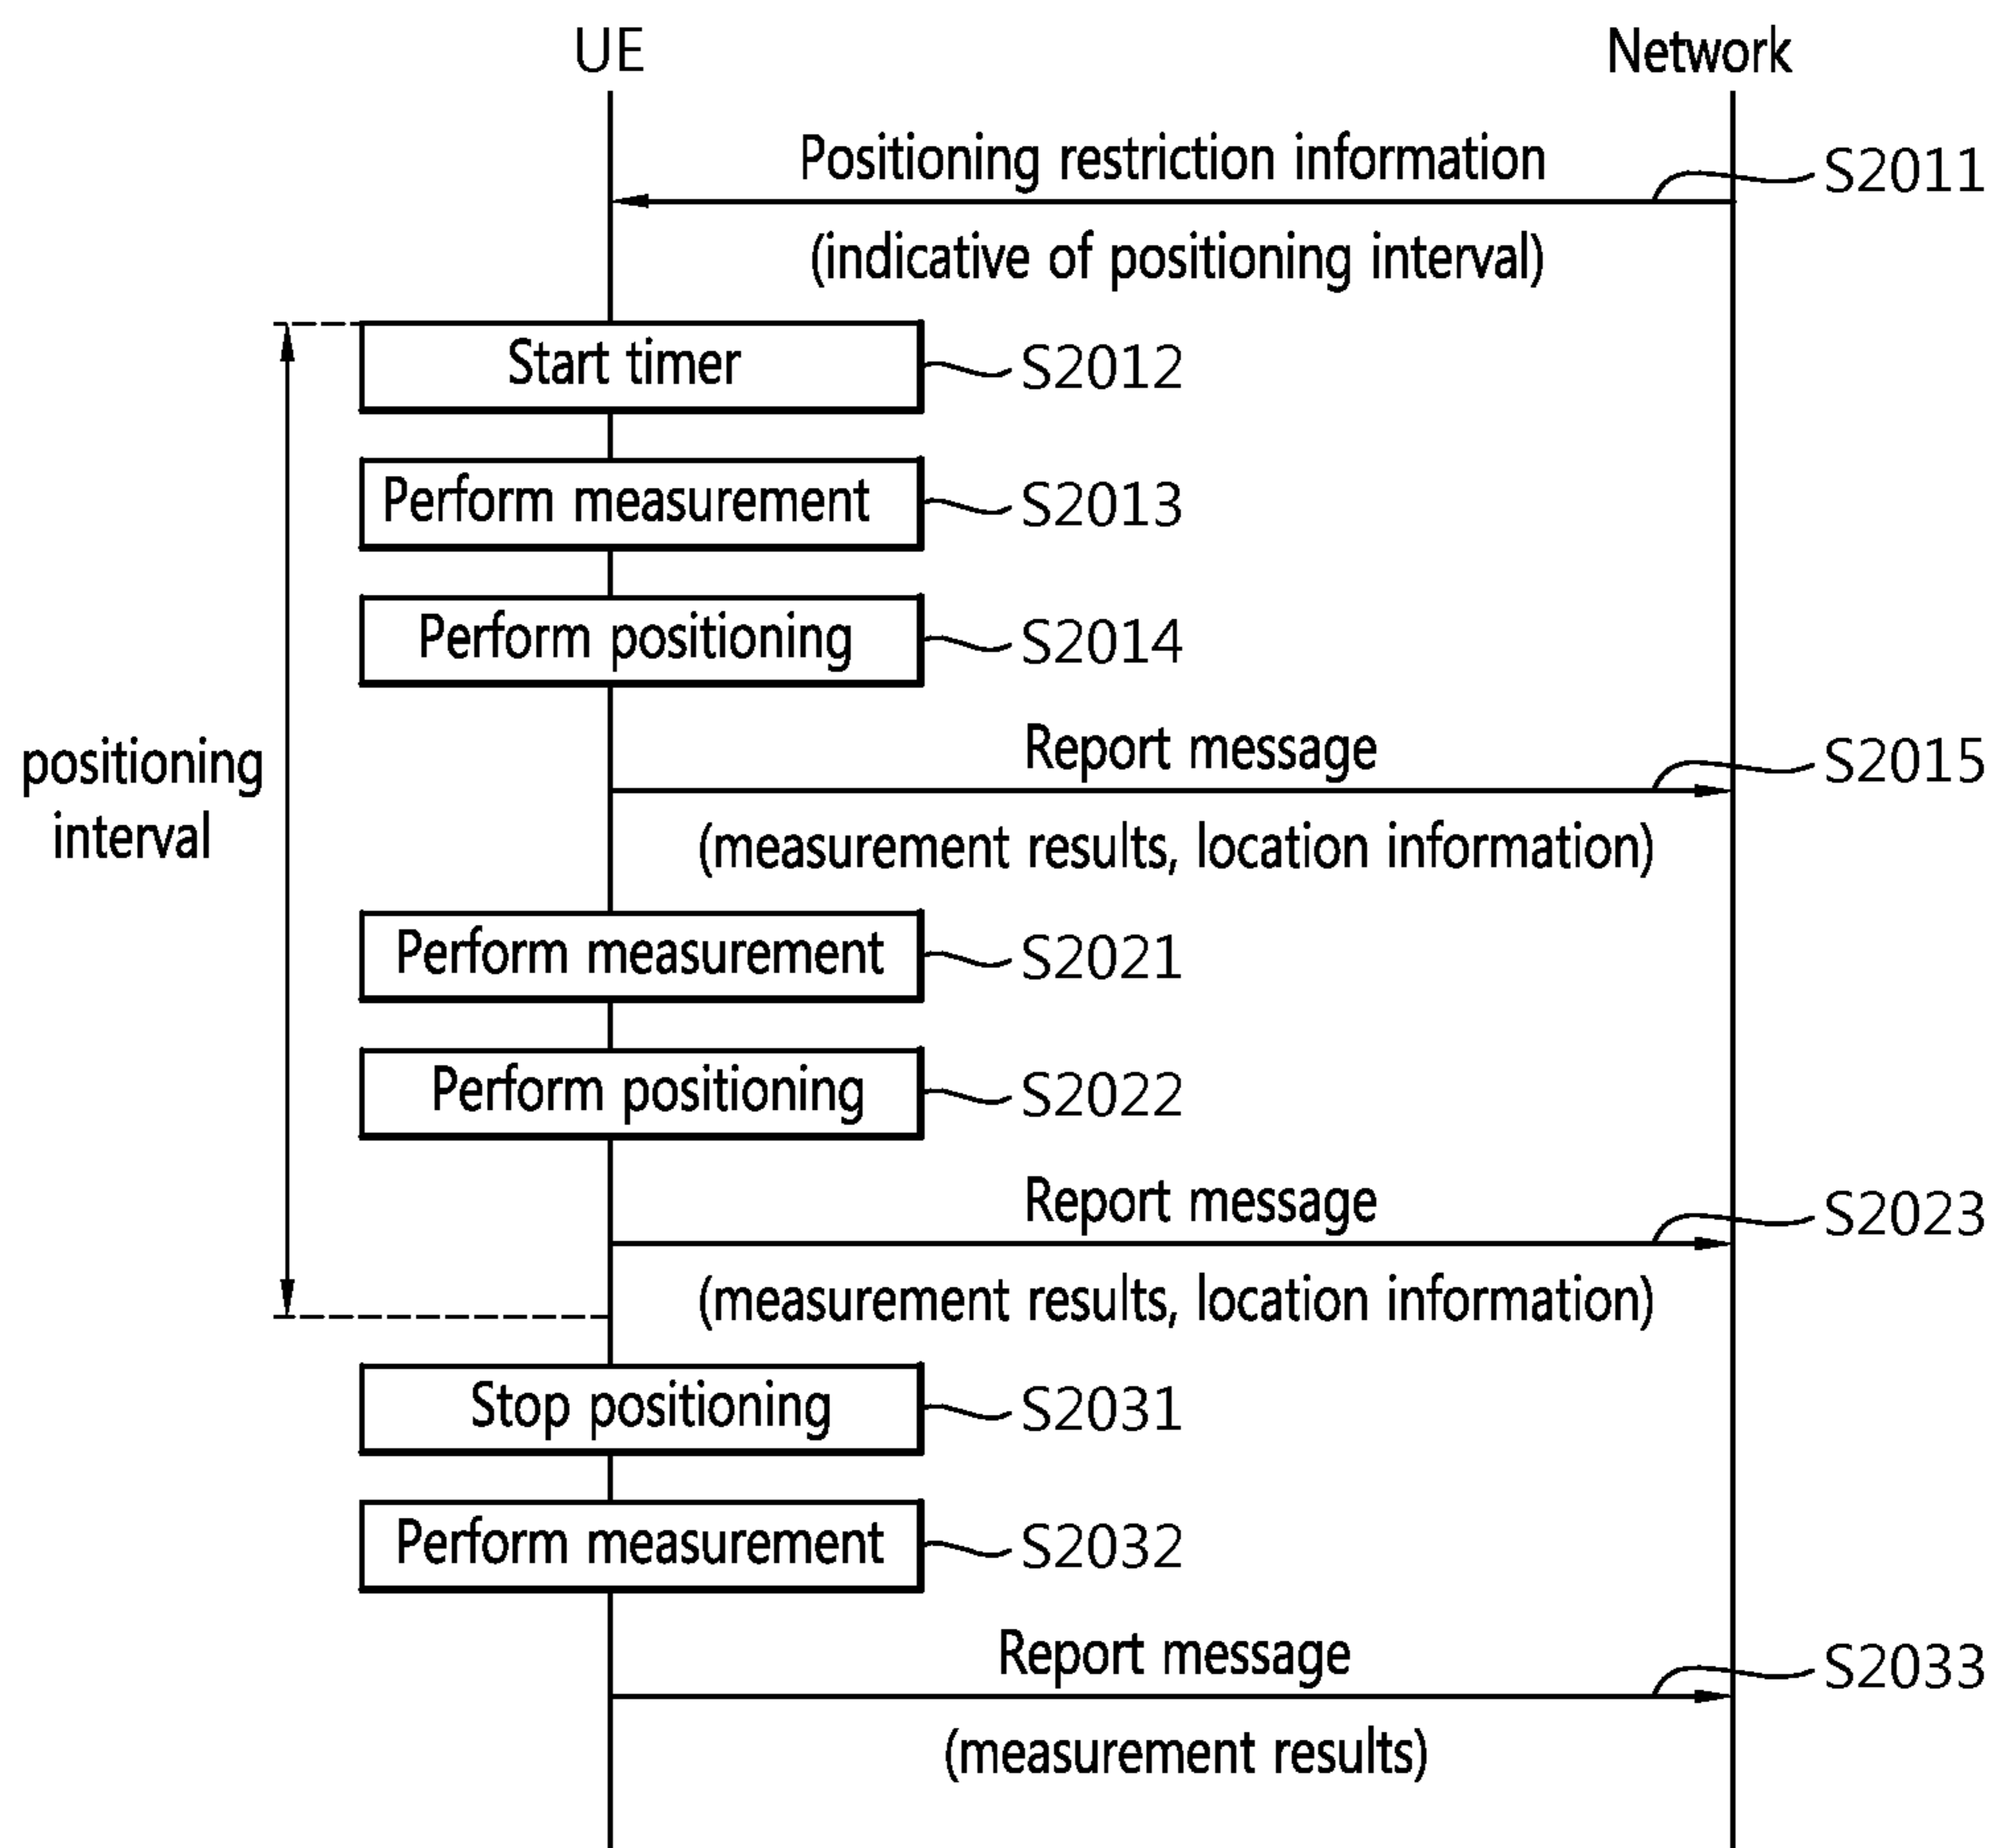 UE
Network
Positioning restriction information
S2011
(indicative of positioning interval)
Start timer
S2012
Perform measurement
S2013
Perform positioning
S2014
positioning
interval
Report message
S2015
(measurement results, location information)
Perform measurement
S2021
Perform positioning
S2022
Report message
S2023
(measurement results, location information)
Stop positioning
S2031
Perform measurement
S2032
Report message
S2033
(measurement results)